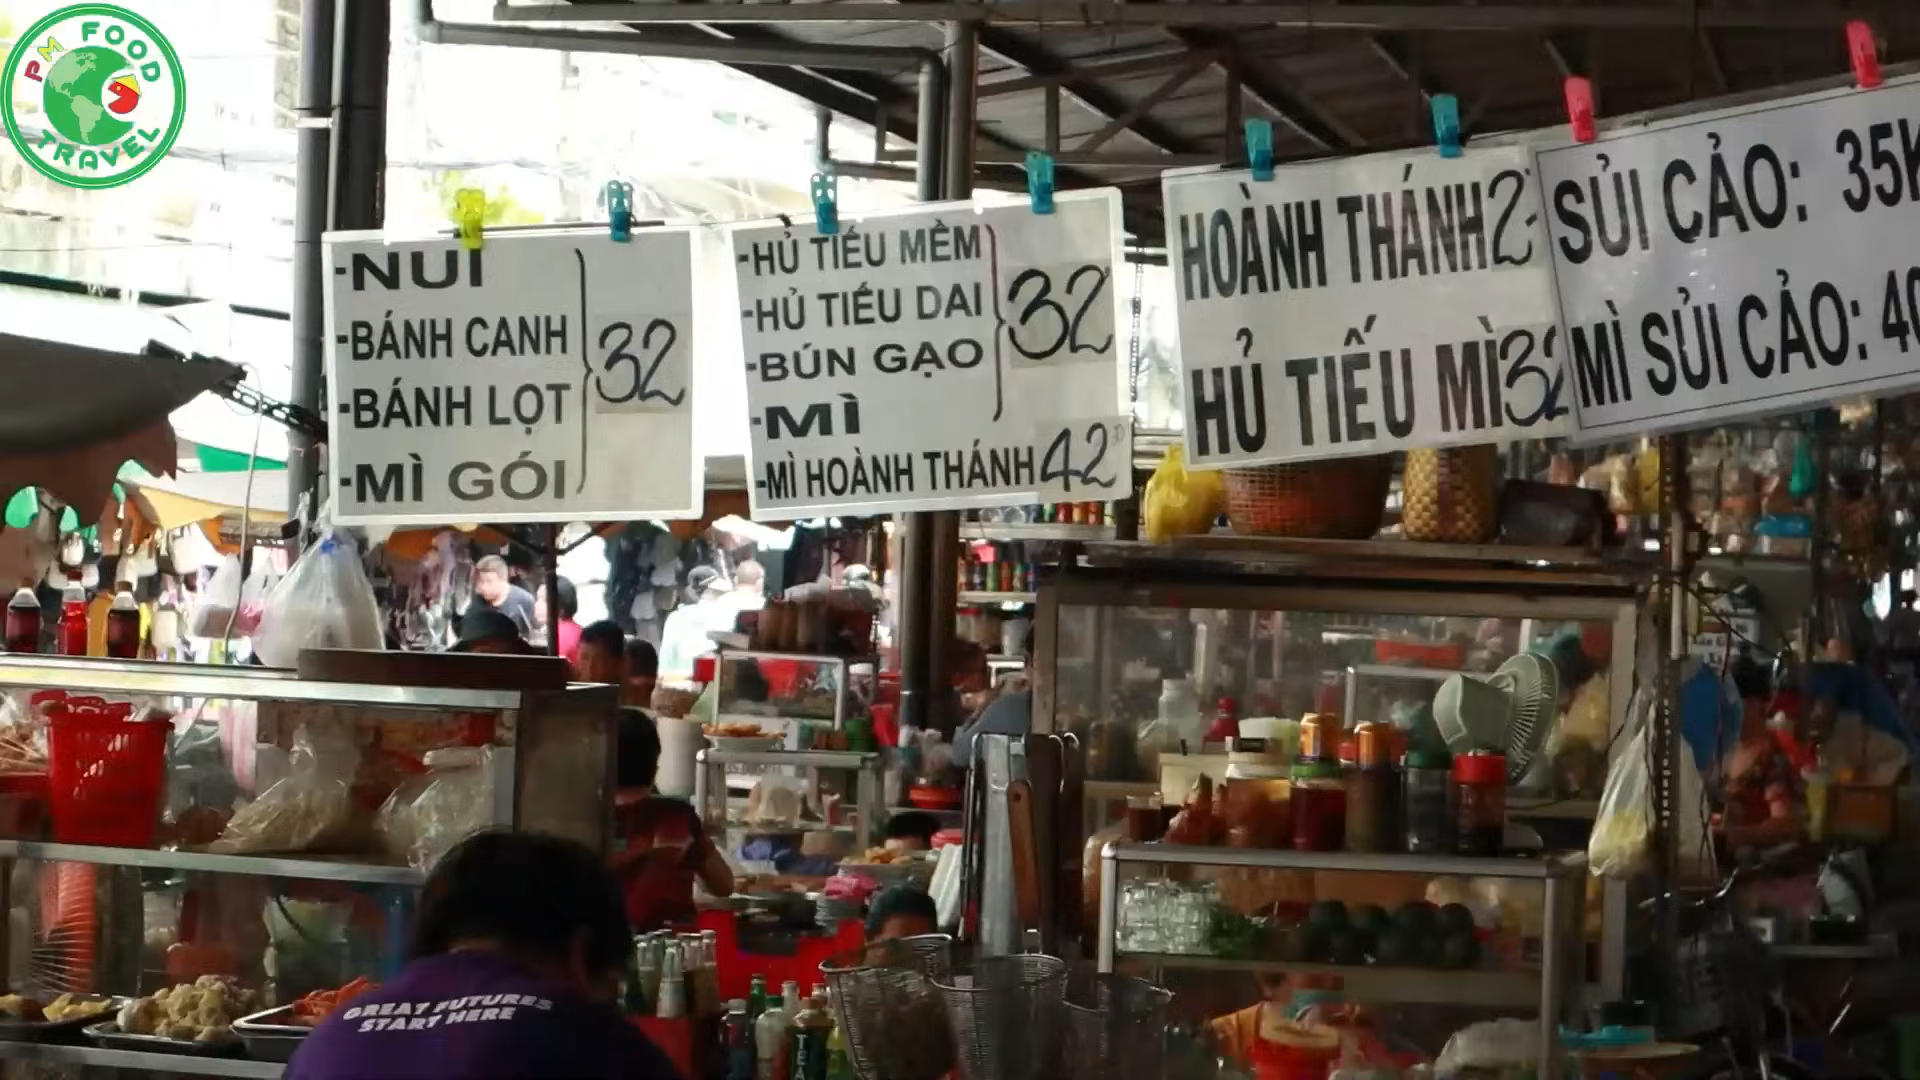 PM FOOD
TRAVEL
-NUI
-BÁNH CANH
-BÁNH LỌT
-MÌ GÓI
32
-HỦ TIẾU MỀM
-HỦ TIẾU DAI
-BÚN GẠO
-MÌ
32
-MÌ HOÀNH THÁNH 42
HOÀNH THÁNH
HỦ TIẾU MÌ 32
SỦI CẢO: 35K
MÌ SỦI CẢO: 40
GREAT FUTURES
START HERE